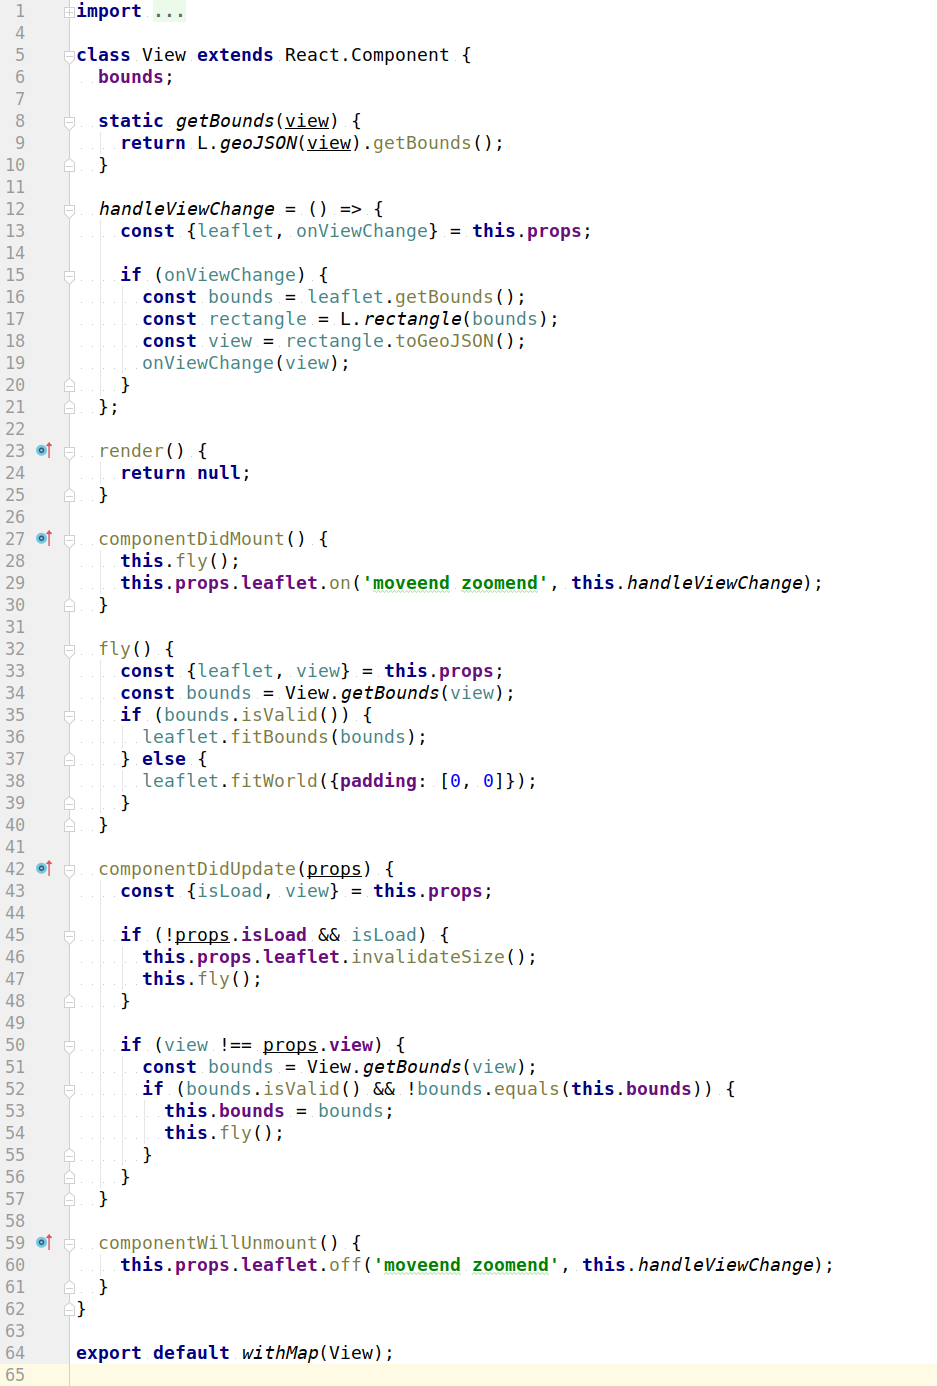 1 import ...
4
5 class View extends React.Component {
6   bounds;
7
8   static getBounds(view) {
9     return L.geoJSON(view).getBounds();
10   }
11
12   handleViewChange = () => {
13     const {leaflet, onViewChange} = this.props;
14
15     if (onViewChange) {
16       const bounds = leaflet.getBounds();
17       const rectangle = L.rectangle(bounds);
18       const view = rectangle.toGeoJSON();
19       onViewChange(view);
20     }
21   };
22
23   render() {
24     return null;
25   }
26
27   componentDidMount() {
28     this.fly();
29     this.props.leaflet.on('moveend zoomend', this.handleViewChange);
30   }
31
32   fly() {
33     const {leaflet, view} = this.props;
34     const bounds = View.getBounds(view);
35     if (bounds.isValid()) {
36       leaflet.fitBounds(bounds);
37     } else {
38       leaflet.fitWorld({padding: [0, 0]});
39     }
40   }
41
42   componentDidUpdate(props) {
43     const {isLoad, view} = this.props;
44
45     if (!props.isLoad && isLoad) {
46       this.props.leaflet.invalidateSize();
47       this.fly();
48     }
49
50     if (view !== props.view) {
51       const bounds = View.getBounds(view);
52       if (bounds.isValid() && !bounds.equals(this.bounds)) {
53         this.bounds = bounds;
54         this.fly();
55       }
56     }
57   }
58
59   componentWillUnmount() {
60     this.props.leaflet.off('moveend zoomend', this.handleViewChange);
61   }
62 }
63
64 export default withMap(View);
65